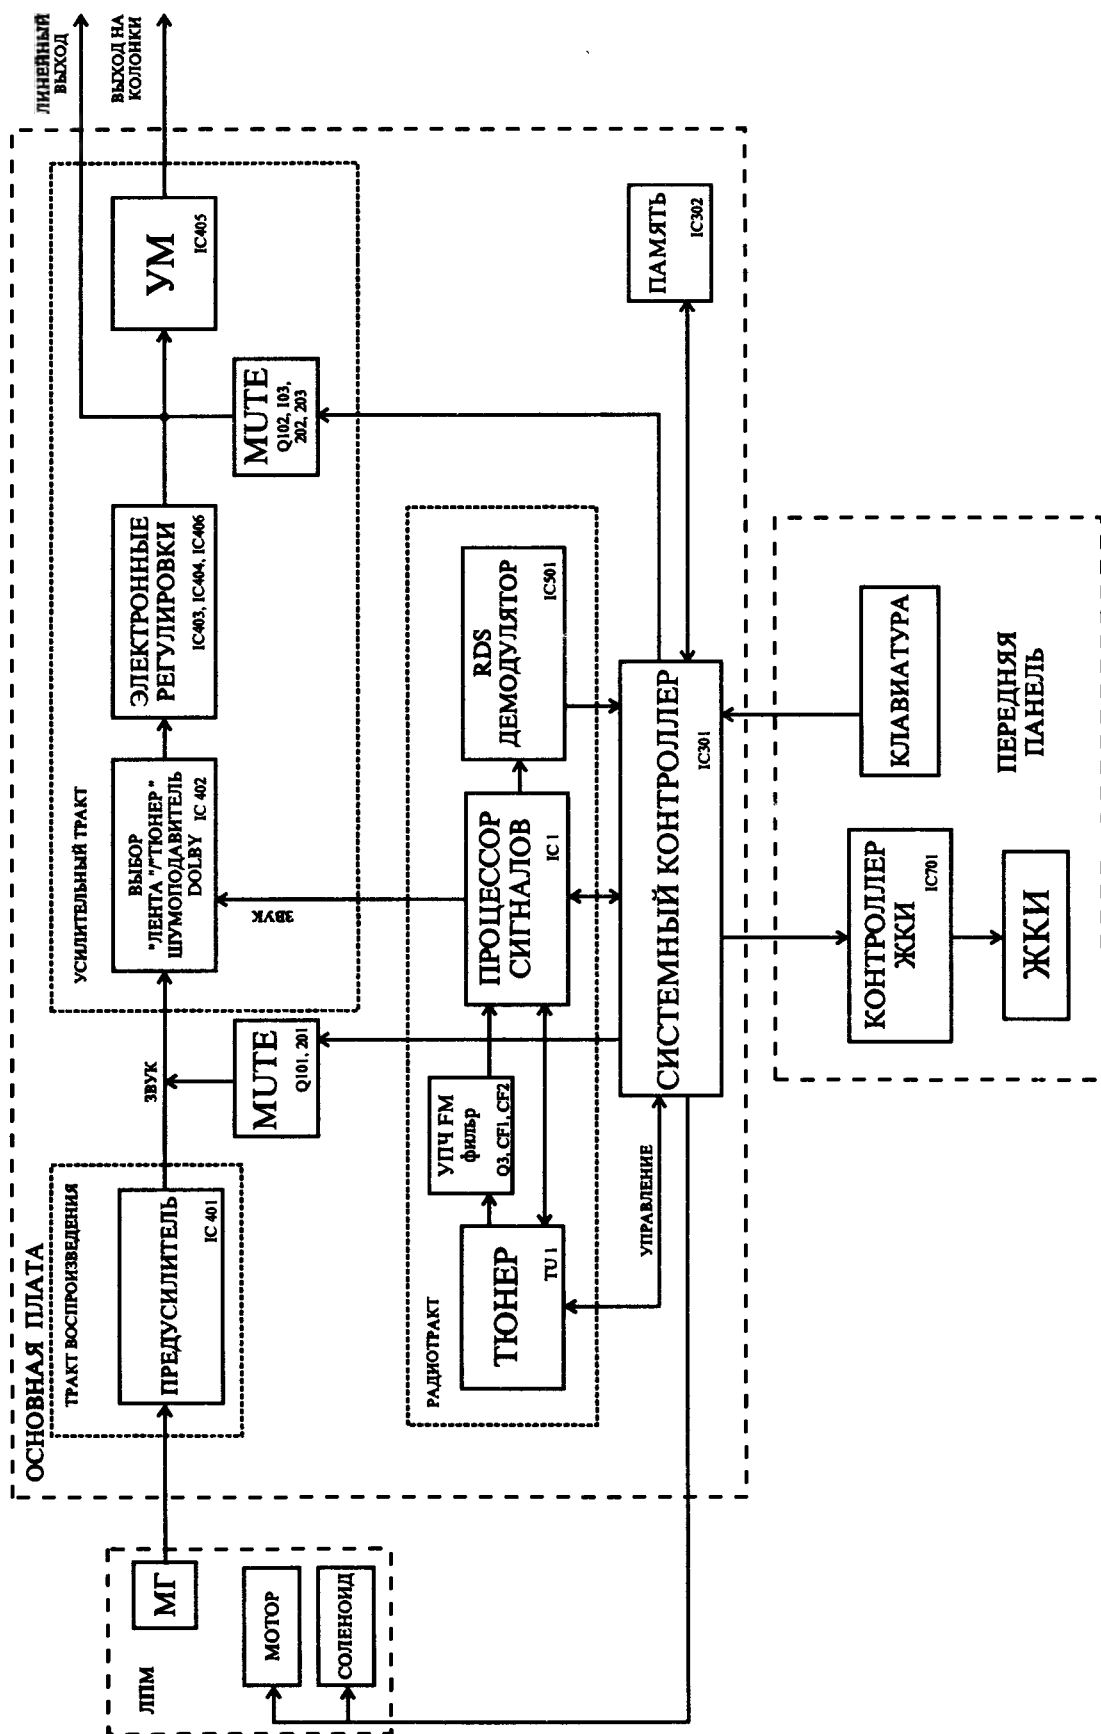 ОСНОВНАЯ ПЛАТА
ЛПМ
МГ
МОТОР
СОЛЕНОИД
ТРАКТ ВОСПРОИЗВЕДЕНИЯ
ПРЕДУСИЛИТЕЛЬ
IC 401
ЗВУК
MUTE
Q101, 201
УСИЛИТЕЛЬНЫЙ ТРАКТ
ВЫБОР
"ЛЕНТА "/"ТЮНЕР "
ШУМОПОДАВИТЕЛЬ
DOLBY
IC 402
ЭЛЕКТРОННЫЕ
РЕГУЛИРОВКИ
IC403, IC404, IC406
MUTE
Q102, 103,
202, 203
УМ
IC405
ЛИНЕЙНЫЙ
ВЫХОД
ВЫХОД НА
КОЛОНКИ
РАДИОТРАКТ
ТЮНЕР
TU 1
УПЧ FM
фильр
Q3, CF1, CF2
ПРОЦЕССОР
СИГНАЛОВ
IC 1
ЗВУК
RDS
ДЕМОДУЛЯТОР
IC501
УПРАВЛЕНИЕ
СИСТЕМНЫЙ КОНТРОЛЛЕР
IC301
ПАМЯТЬ
IC302
КОНТРОЛЛЕР
ЖКИ
IC701
ЖКИ
КЛАВИАТУРА
ПЕРЕДНЯЯ
ПАНЕЛЬ